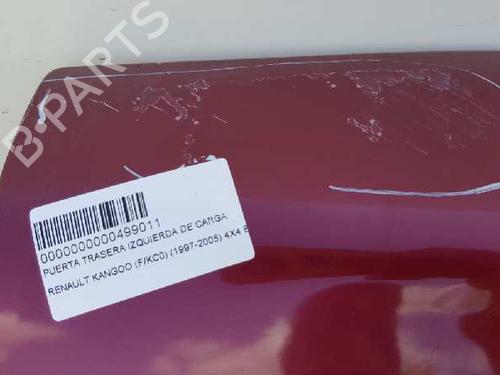 B-PARTS
0000000000499011
PUERTA TRASERA IZQUIERDA DE CARGA
RENAULT KANGOO (F/KC0) (1997-2005) 4X4 E